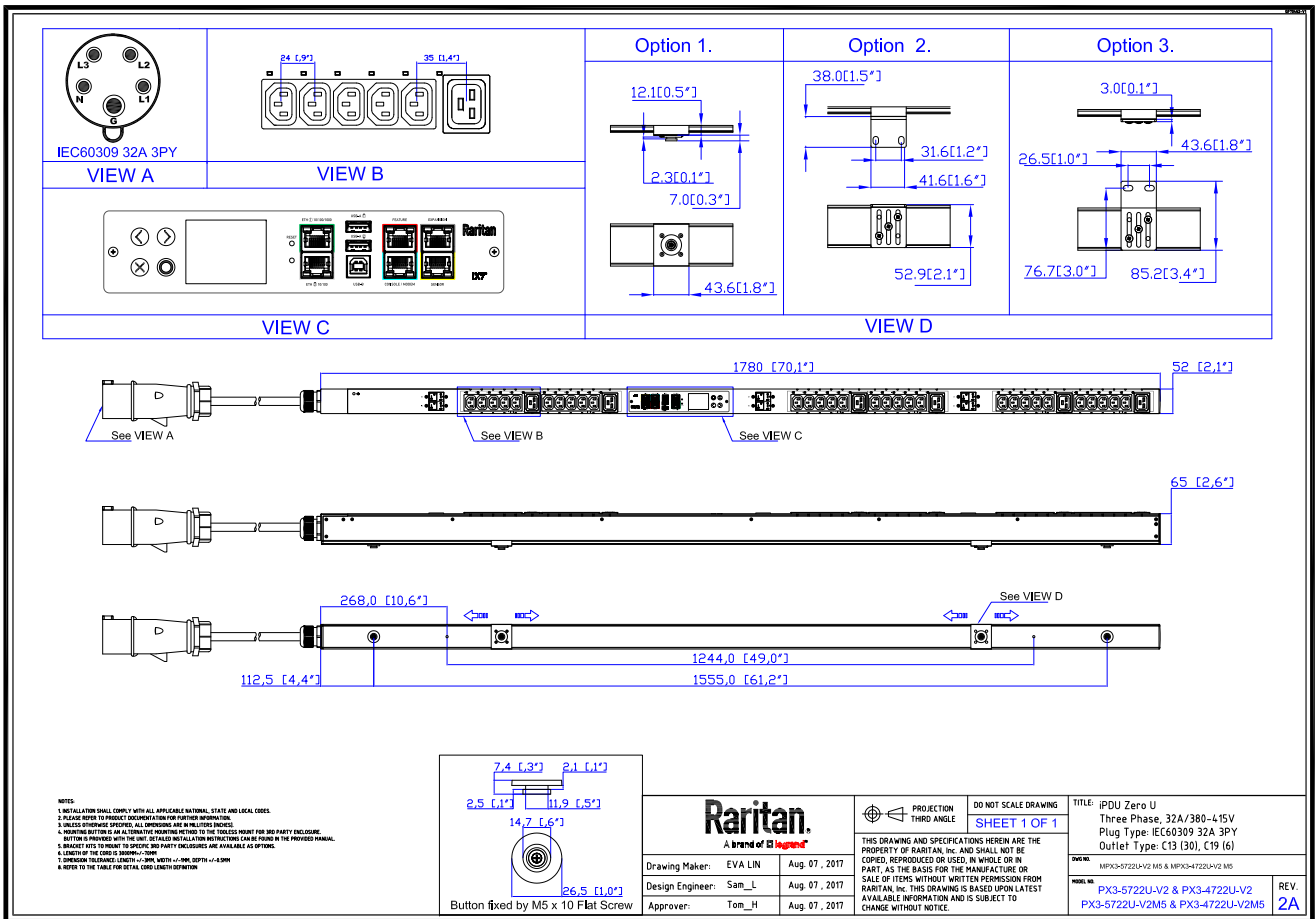 L3
L2
N
L1
G
IEC60309 32A 3PY
VIEW A
24 [,9"]
35 [1,4"]
VIEW B
RESET
ETH 10/100/1000
ETH 10/100
USB-A
USB-A
USB-B
FEATURE
CONSOLE / MODEM
EXPANSION
SENSOR
Raritan
iX7™
VIEW C
Option 1.
12.1[0.5"]
2.3[0.1"]
7.0[0.3"]
43.6[1.8"]
Option 2.
38.0[1.5"]
31.6[1.2"]
41.6[1.6"]
52.9[2.1"]
Option 3.
3.0[0.1"]
43.6[1.8"]
26.5[1.0"]
76.7[3.0"]
85.2[3.4"]
VIEW D
1780 [70,1"]
52 [2,1"]
See VIEW A
See VIEW B
See VIEW C
65 [2,6"]
268,0 [10,6"]
See VIEW D
1244,0 [49,0"]
112,5 [4,4"]
1555,0 [61,2"]
NOTES:
1. INSTALLATION SHALL COMPLY WITH ALL APPLICABLE NATIONAL, STATE AND LOCAL CODES.
2. PLEASE REFER TO PRODUCT DOCUMENTATION FOR FURTHER INFORMATION.
3. UNLESS OTHERWISE SPECIFIED, ALL DIMENSIONS ARE IN MILLITERS [INCHES].
4. MOUNTING BUTTON IS AN ALTERNATIVE MOUNTING METHOD TO THE TOOLESS MOUNT FOR 3RD PARTY ENCLOSURE.
BUTTON IS PROVIDED WITH THE UNIT. DETAILED INSTALLATION INSTRUCTIONS CAN BE FOUND IN THE PROVIDED MANUAL.
5. BRACKET KITS TO MOUNT TO SPECIFIC 3RD PARTY ENCLOSURES ARE AVAILABLE AS OPTIONS.
6. LENGTH OF THE CORD IS 3000MM+/-70MM
7. DIMENSION TOLERANCE: LENGTH +/-3MM, WIDTH +/-1MM, DEPTH +/-0.5MM
8. REFER TO THE TABLE FOR DETAIL CORD LENGTH DEFINITION
7,4 [,3"]
2,1 [,1"]
2,5 [,1"]
11,9 [,5"]
14,7 [,6"]
26,5 [1,0"]
Button fixed by M5 x 10 Flat Screw
Raritan.
A brand of legrand
Drawing Maker: EVA LIN Aug. 07 , 2017
Design Engineer: Sam_L Aug. 07 , 2017
Approver: Tom_H Aug. 07 , 2017
PROJECTION
THIRD ANGLE
DO NOT SCALE DRAWING
SHEET 1 OF 1
THIS DRAWING AND SPECIFICATIONS HEREIN ARE THE
PROPERTY OF RARITAN, Inc. AND SHALL NOT BE
COPIED, REPRODUCED OR USED, IN WHOLE OR IN
PART, AS THE BASIS FOR THE MANUFACTURE OR
SALE OF ITEMS WITHOUT WRITTEN PERMISSION FROM
RARITAN, Inc. THIS DRAWING IS BASED UPON LATEST
AVAILABLE INFORMATION AND IS SUBJECT TO
CHANGE WITHOUT NOTICE.
TITLE: iPDU Zero U
Three Phase, 32A/380-415V
Plug Type: IEC60309 32A 3PY
Outlet Type: C13 (30), C19 (6)
DWG NO.
MPX3-5722U-V2 M5 & MPX3-4722U-V2 M5
MODEL NO.
PX3-5722U-V2 & PX3-4722U-V2
PX3-5722U-V2M5 & PX3-4722U-V2M5
REV.
2A